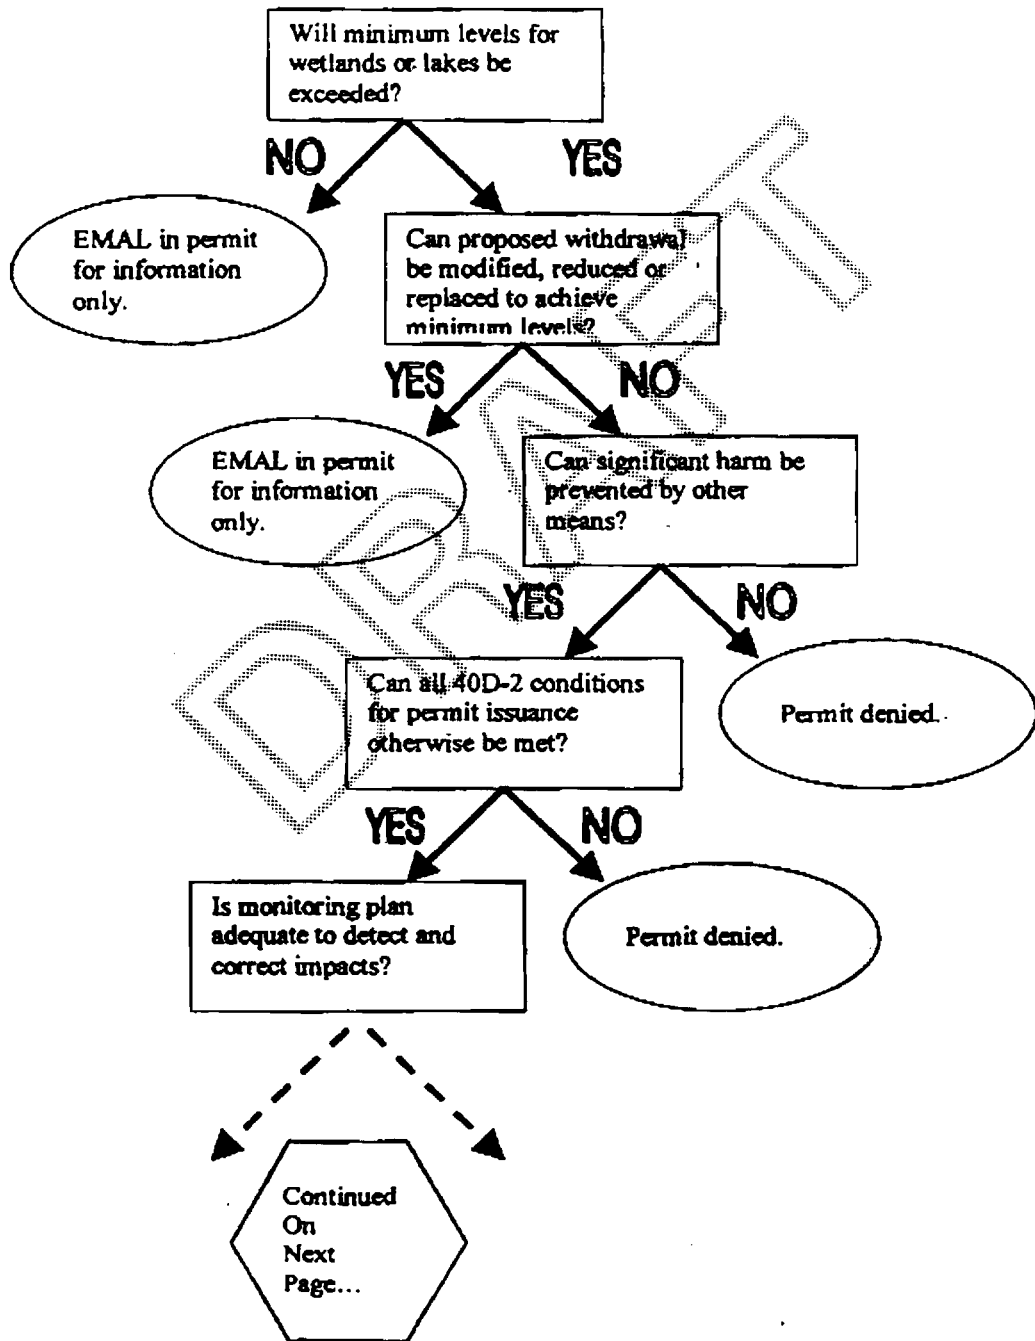 Will minimum levels for
wetlands or lakes be
exceeded?
NO
YES
EMAL in permit
for information
only.
Can proposed withdrawal
be modified, reduced or
replaced to achieve
minimum levels?
YES
NO
EMAL in permit
for information
only.
Can significant harm be
prevented by other
means?
YES
NO
Can all 40D-2 conditions
for permit issuance
otherwise be met?
Permit denied.
YES
NO
Is monitoring plan
adequate to detect and
correct impacts?
Permit denied.
Continued
On
Next
Page...
DRAFT